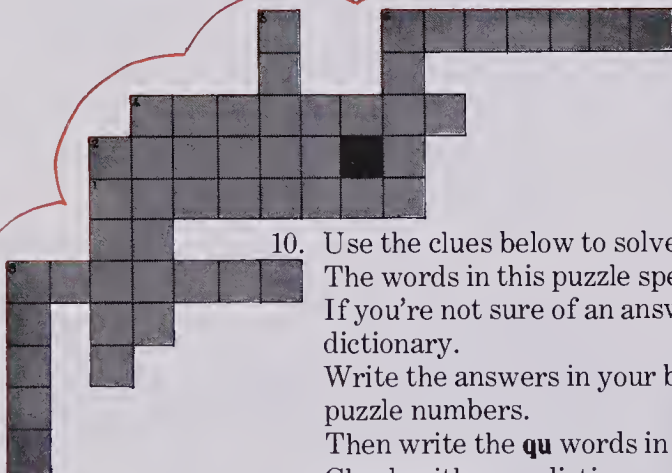 10. Use the clues below to solve
The words in this puzzle spe
If you're not sure of an answ
dictionary.
Write the answers in your b
puzzle numbers.
Then write the qu words in